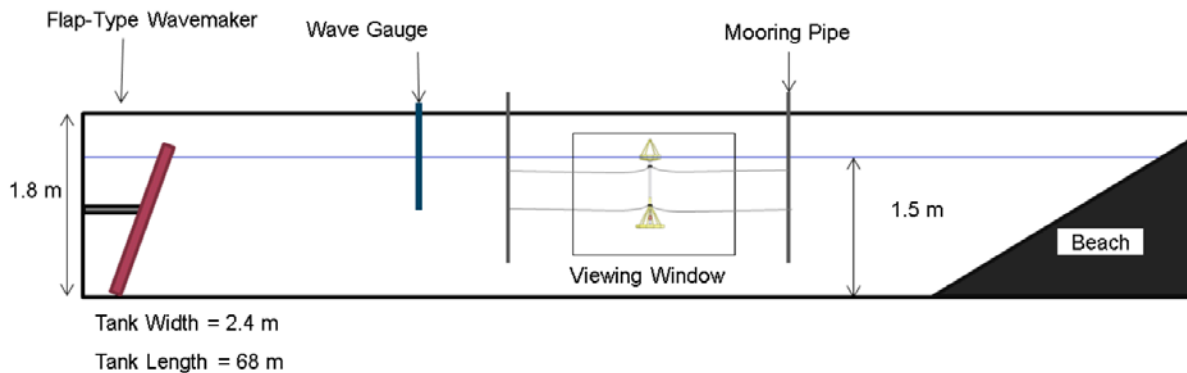 Flap-Type Wavemaker
Wave Gauge
Mooring Pipe
1.8 m
1.5 m
Beach
Viewing Window
Tank Width = 2.4 m
Tank Length = 68 m